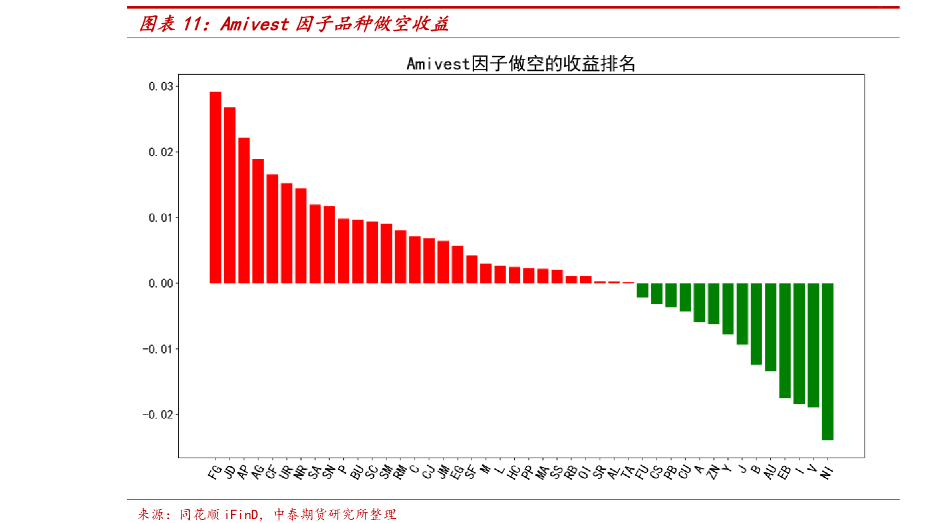 图表 11：Amivest 因子品种做空收益
Amivest因子做空的收益排名
0.03
0.02
0.01
0.00
-0.01
-0.02
FG JD AP AG CF UR NR SA SN P BU SC SM RM C CJ JM EG SF M L HC PP MA SS RB OI SR AL TA FU CS PB CU A ZN Y J B AU EB I V NI
来源：同花顺 iFinD，中泰期货研究所整理